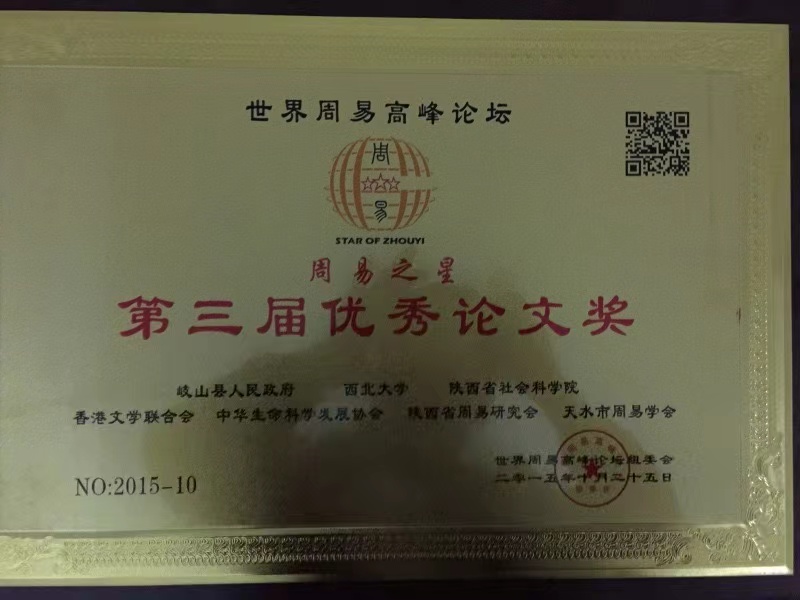 世界周易高峰论坛
周
易
STAR OF ZHOUYI
周易之星
第三届优秀论文奖
岐山县人民政府 西北大学 陕西省社会科学院
香港文学联合会 中华生命科学发展协会 陕西省周易研究会 天水市周易学会
世界周易高峰论坛组委会
二零一五年十月二十五日
NO:2015-10